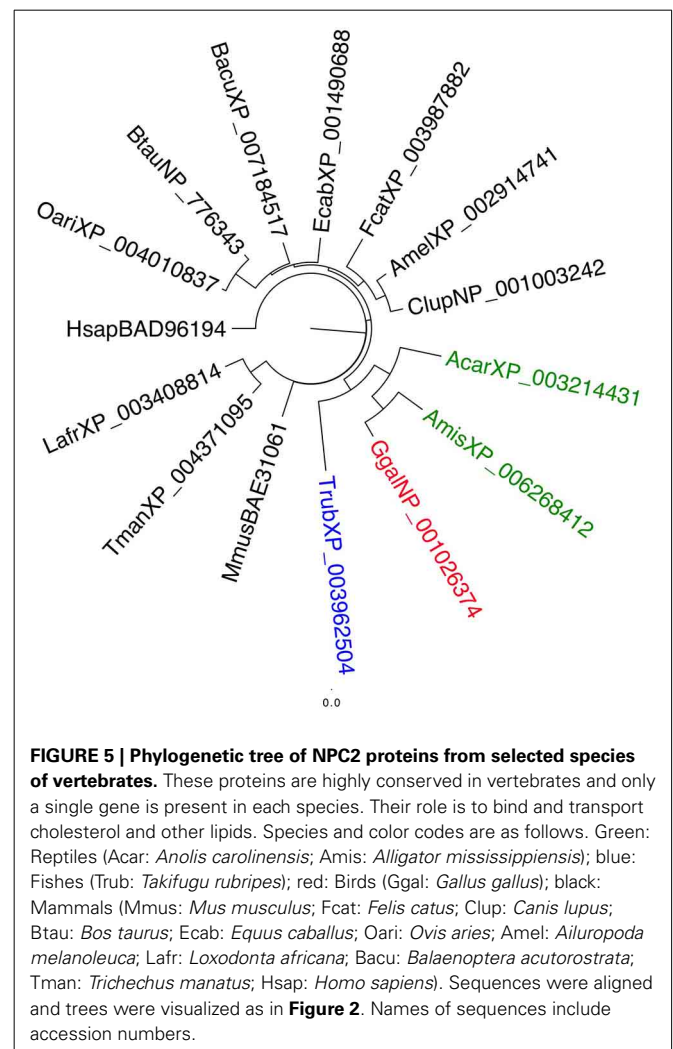 BacuXP_007184517
EcabXP_001490688
FcatXP_003987882
BtauNP_776343
AmelXP_002914741
OariXP_004010837
ClupNP_001003242
HsapBAD96194
AcarXP_003214431
LafrXP_003408814
AmisXP_006268412
TmanXP_004371095
GgalNP_001026374
MmusBAE31061
TrubXP_003962504
0.0
FIGURE 5 | Phylogenetic tree of NPC2 proteins from selected species
of vertebrates. These proteins are highly conserved in vertebrates and only
a single gene is present in each species. Their role is to bind and transport
cholesterol and other lipids. Species and color codes are as follows. Green:
Reptiles (Acar: Anolis carolinensis; Amis: Alligator mississippiensis); blue:
Fishes (Trub: Takifugu rubripes); red: Birds (Ggal: Gallus gallus); black:
Mammals (Mmus: Mus musculus; Fcat: Felis catus; Clup: Canis lupus;
Btau: Bos taurus; Ecab: Equus caballus; Oari: Ovis aries; Amel: Ailuropoda
melanoleuca; Lafr: Loxodonta africana; Bacu: Balaenoptera acutorostrata;
Tman: Trichechus manatus; Hsap: Homo sapiens). Sequences were aligned
and trees were visualized as in Figure 2. Names of sequences include
accession numbers.